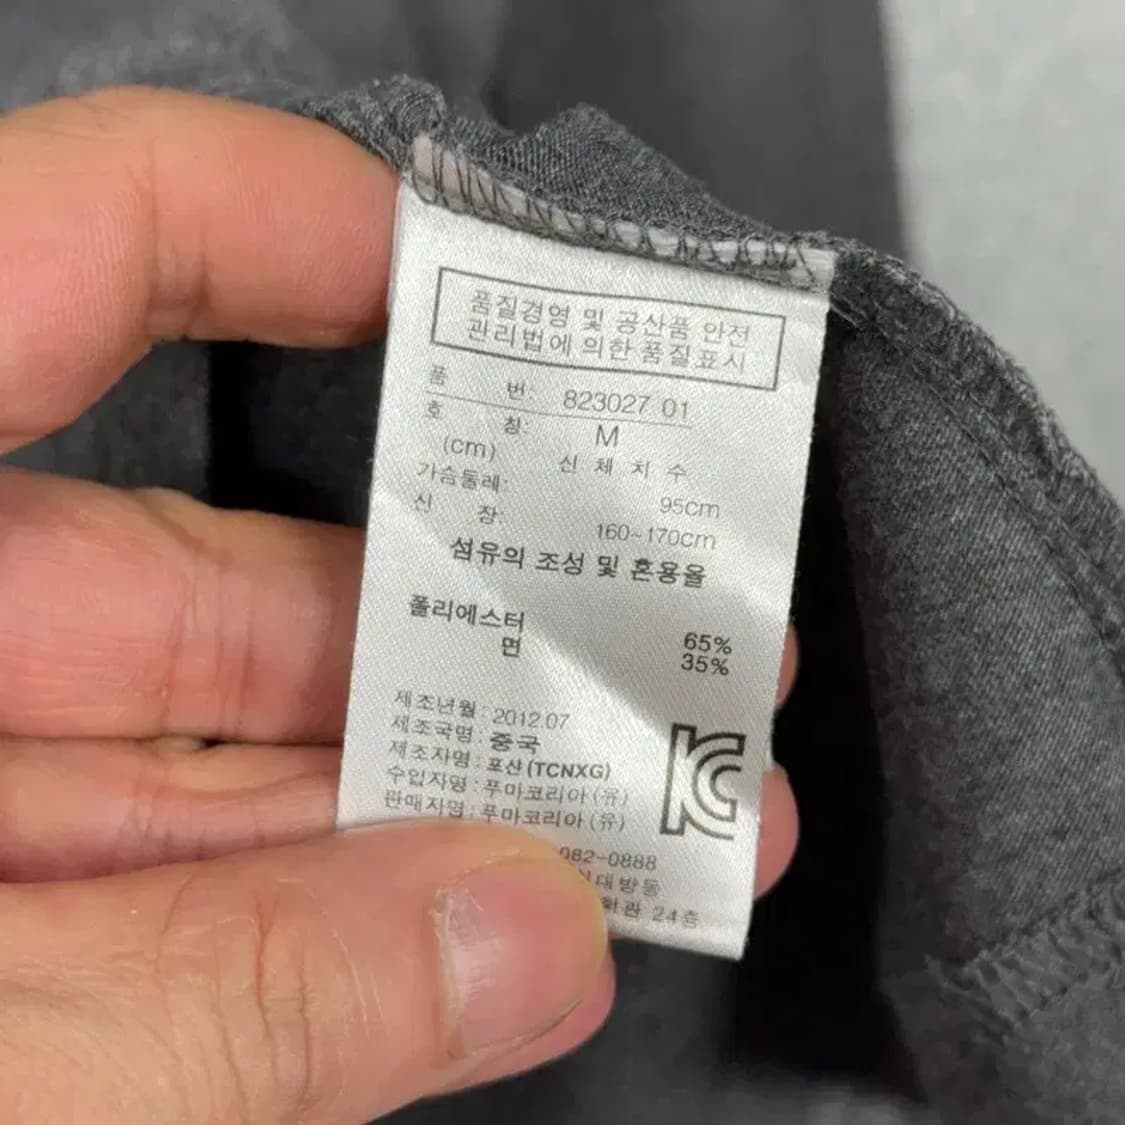 품질경영 및 공산품 안전
관리법에 의한 품질표시
품 번: 823027 01
호 칭: M
(cm) 신 체 치 수
가슴둘레: 95cm
신 장: 160~170cm
섬유의 조성 및 혼용율
폴리에스터 65%
면 35%
제조년월 : 2012.07
제조국명 : 중국
제조자명 : 포샨 (TCNXG)
수입자명 : 푸마코리아 (유)
판매자명 : 푸마코리아 (유)
082-0888
대방동
24층